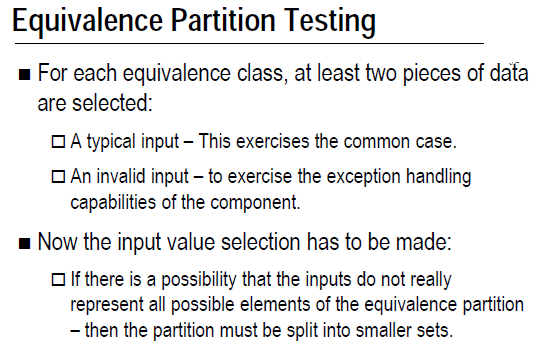 Equivalence Partition Testing
■ For each equivalence class, at least two pieces of data
are selected:
□ A typical input – This exercises the common case.
□ An invalid input – to exercise the exception handling
capabilities of the component.
■ Now the input value selection has to be made:
□ If there is a possibility that the inputs do not really
represent all possible elements of the equivalence partition
– then the partition must be split into smaller sets.